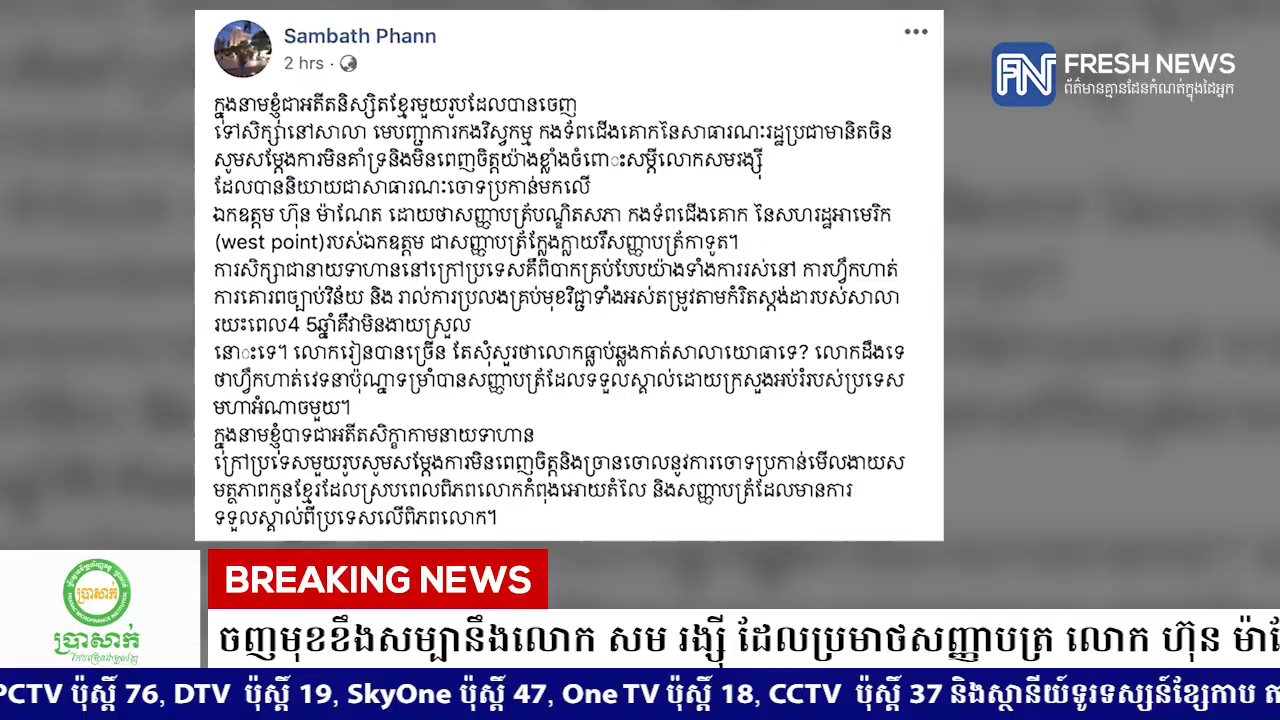 Sambath Phann
2 hrs
ក្នុងនាមខ្ញុំជាអតីតនិស្សិតខ្មែរមួយរូបដែលបានចេញ
ទៅសិក្សានៅសាលា មេបញ្ជាការកងវិស្វកម្ម កងទ័ពជើងគោកនៃសាធារណៈរដ្ឋប្រជាមានិតចិន
សូមសម្តែងការមិនគាំទ្រនិងមិនពេញចិត្តយ៉ាងខ្លាំងចំពោះសម្តីលោកសមរង្ស៊ី
ដែលបាននិយាយជាសាធារណៈចោទប្រកាន់មកលើ
ឯកឧត្តម ហ៊ុន ម៉ាណែត ដោយថាសញ្ញាបត្រ័បណ្ឌិតសភា កងទ័ពជើងគោក នៃសហរដ្ឋអាមេរិក
(west point)របស់ឯកឧត្តម ជាសញ្ញាបត្រ័ក្លែងក្លាយរឺសញ្ញាបត្រ័កាទូត។
ការសិក្សាជានាយទាហាននៅក្រៅប្រទេសគឺពិបាកគ្រប់បែបយ៉ាងទាំងការរស់នៅ ការហ្វឹកហាត់
ការគោរពច្បាប់វិន័យ និង រាល់ការប្រលងគ្រប់មុខវិជ្ជាទាំងអស់តម្រូវតាមកំរិតស្តង់ដារបស់សាលា
រយះពេល4 5ឆ្នាំគឺវាមិនងាយស្រួល
នោះទេ។ លោករៀនបានច្រើន តែសុំសួរថាលោកធ្លាប់ឆ្លងកាត់សាលាយោធាទេ? លោកដឹងទេ
ថាហ្វឹកហាត់វេទនាប៉ុណ្ណាទម្រាំបានសញ្ញាបត្រ័ដែលទទួលស្គាល់ដោយក្រសួងអប់រំរបស់ប្រទេស
មហាអំណាចមួយ។
ក្នុងនាមខ្ញុំបាទជាអតីតសិក្ខាកាមនាយទាហាន
ក្រៅប្រទេសមួយរូបសូមសម្តែងការមិនពេញចិត្តនិងច្រានចោលនូវការចោទប្រកាន់មើលងាយស
មត្ថភាពកូនខ្មែរដែលស្របពេលពិភពលោកកំពុងអោយតំលៃ និងសញ្ញាបត្រ័ដែលមានការ
ទទួលស្គាល់ពីប្រទេសលើពិភពលោក។
FRESH NEWS
ព័ត៌មានគ្មានដែនកំណត់ក្នុងដៃអ្នក
ប្រាសាក់
ប្រាសាក់
BREAKING NEWS
ចញមុខខឹងសម្បានឹងលោក សម រង្ស៊ី ដែលប្រមាថសញ្ញាបត្រ លោក ហ៊ុន ម៉ា
PCTV ប៉ុស្តិ៍ 76, DTV ប៉ុស្តិ៍ 19, SkyOne ប៉ុស្តិ៍ 47, One TV ប៉ុស្តិ៍ 18, CCTV ប៉ុស្តិ៍ 37 និងស្ថានីយ៍ទូរទស្សន៍ខ្សែកាប ត